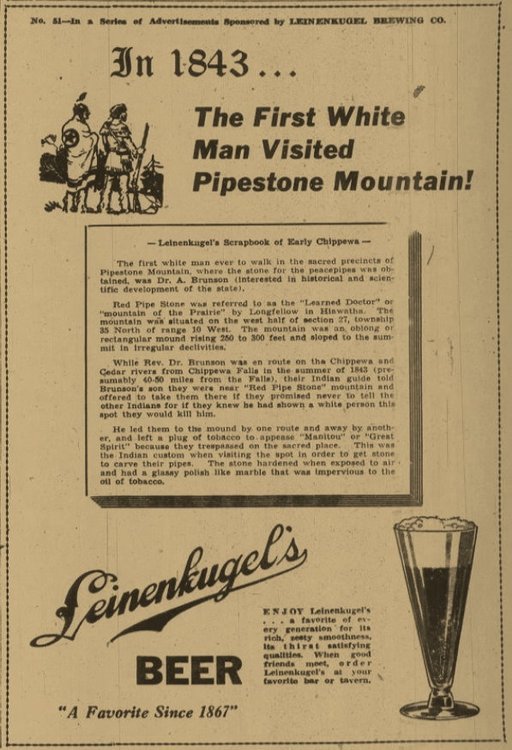 No. 51—In a Series of Advertisements Sponsored by LEINENKUGEL BREWING CO.
In 1843...
The First White
Man Visited
Pipestone Mountain!
— Leinenkugel's Scrapbook of Early Chippewa —
The first white man ever to walk in the sacred precincts of
Pipestone Mountain, where the stone for the peacepipes was ob-
tained, was Dr. A. Brunson (interested in historical and scien-
tific development of the state).
Red Pipe Stone was referred to as the "Learned Doctor" or
"mountain of the Prairie" by Longfellow in Hiawatha. The
mountain was situated on the west half of section 27, township
35 North of range 10 West. The mountain was an oblong or
rectangular mound rising 250 to 300 feet and sloped to the sum-
mit in irregular declivities.
While Rev. Dr. Brunson was en route on the Chippewa and
Cedar rivers from Chippewa Falls in the summer of 1843 (pre-
sumably 40-50 miles from the Falls), their Indian guide told
Brunson's son they were near "Red Pipe Stone" mountain and
offered to take them there if they promised never to tell the
other Indians for if they knew he had shown a white person this
spot they would kill him.
He led them to the mound by one route and away by anoth-
er, and left a plug of tobacco to appease "Manitou" or "Great
Spirit" because they trespassed on the sacred place. This was
the Indian custom when visiting the spot in order to get stone
to carve their pipes. The stone hardened when exposed to air
and had a glassy polish like marble that was impervious to the
oil of tobacco.
Leinenkugel's
BEER
"A Favorite Since 1867"
ENJOY Leinenkugel's
. . . a favorite of ev-
ery generation for its
rich, zesty smoothness,
its thirst satisfying
qualities. When good
friends meet, order
Leinenkugel's at your
favorite bar or tavern.